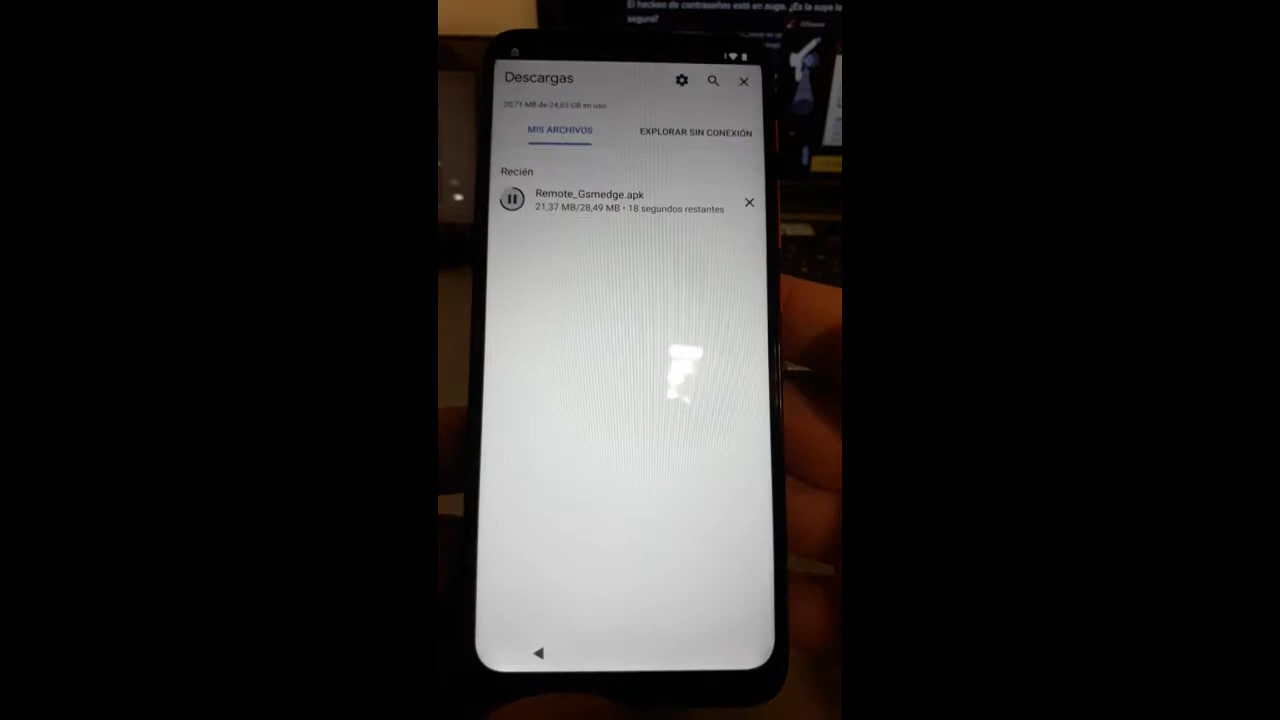 El hackeo de contraseñas está en auge. ¿Es la suya lo
segura?
Descargas
20,71 MB de 24,63 GB en uso
MIS ARCHIVOS
EXPLORAR SIN CONEXIÓN
Recién
Remote_Gsmedge.apk
21,37 MB/28,49 MB • 18 segundos restantes